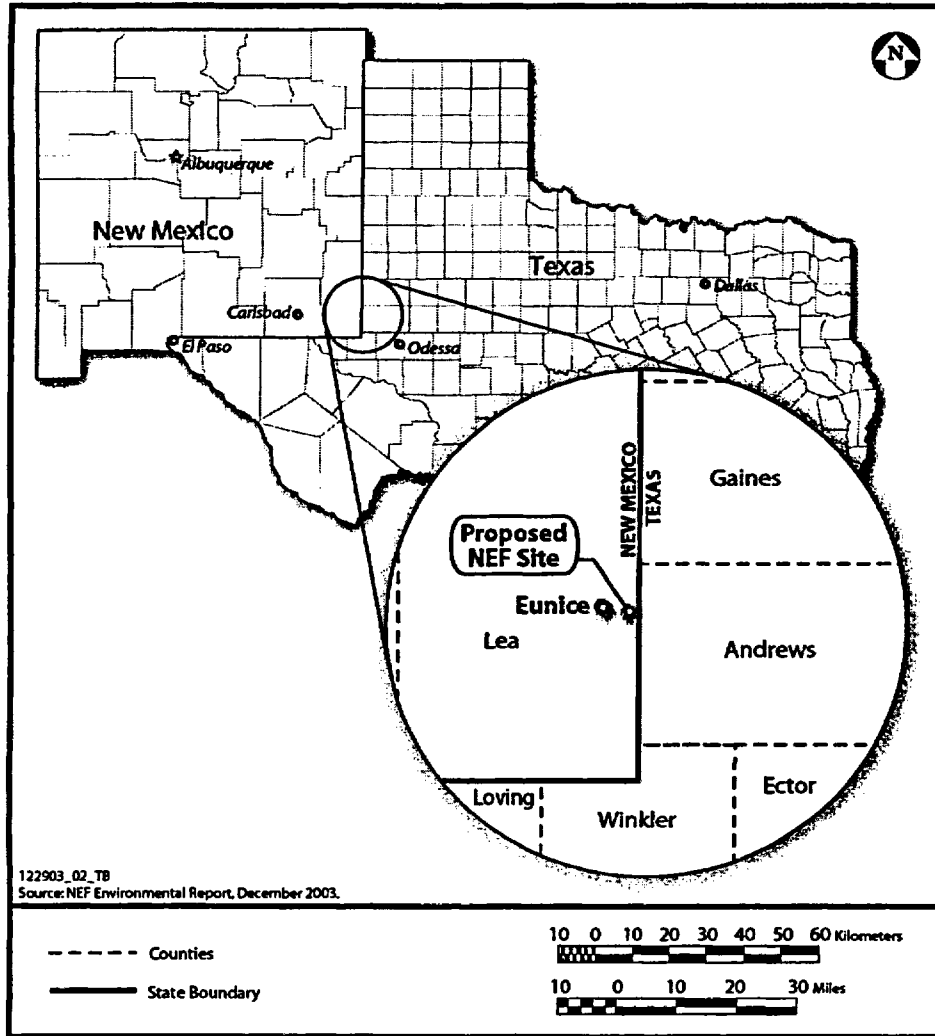 N
Albuquerque
New Mexico
Texas
Dallas
Carlsbad
El Paso
Odessa
NEW MEXICO
TEXAS
Gaines
Proposed
NEF Site
Eunice
Lea
Andrews
Loving
Winkler
Ector
122903_02_TB
Source: NEF Environmental Report, December 2003.
Counties
State Boundary
10 0 10 20 30 40 50 60 Kilometers
10 0 10 20 30 Miles